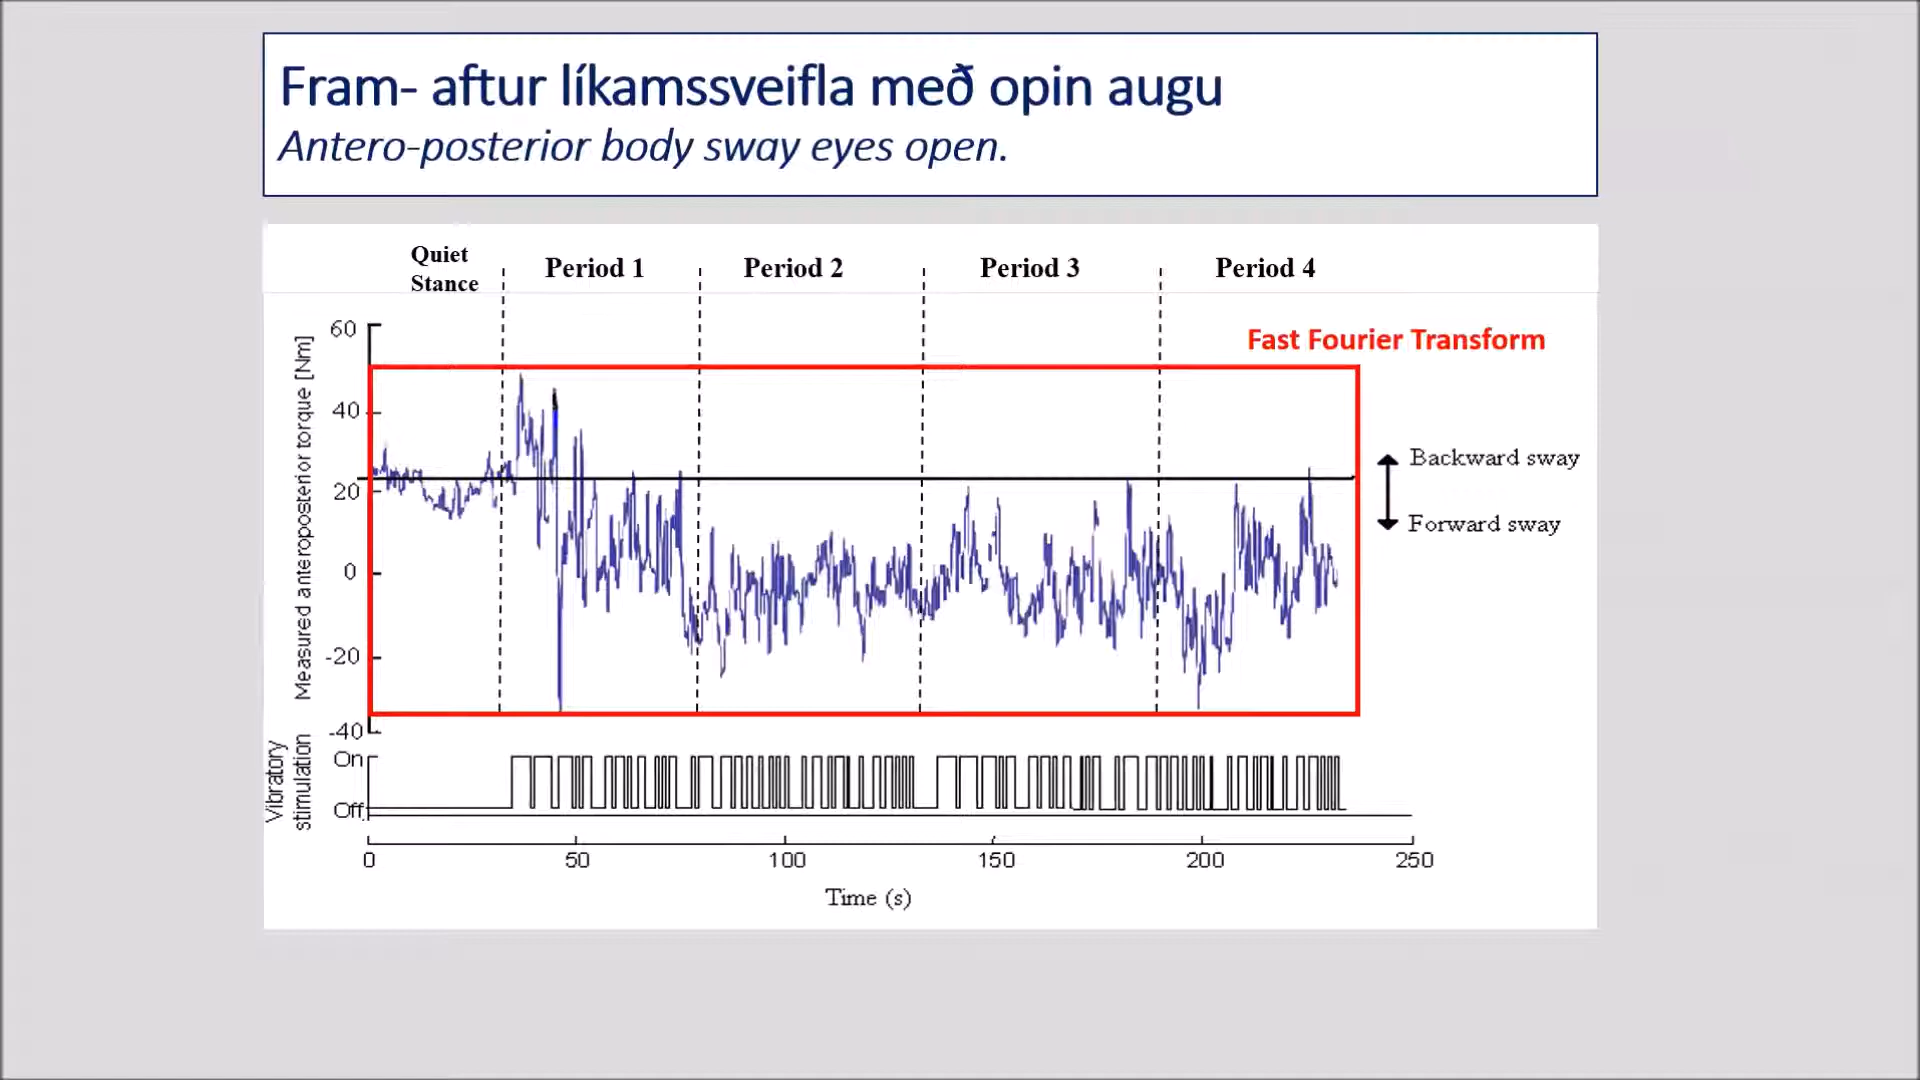 Fram- aftur líkamssveifla með opin augu
Antero-posterior body sway eyes open.
Quiet
Stance
Period 1
Period 2
Period 3
Period 4
Fast Fourier Transform
Measured anteroposterior torque [Nm]
60
40
20
0
-20
-40
Backward sway
Forward sway
Vibratory
stimulation
On
Off
0
50
100
150
200
250
Time (s)